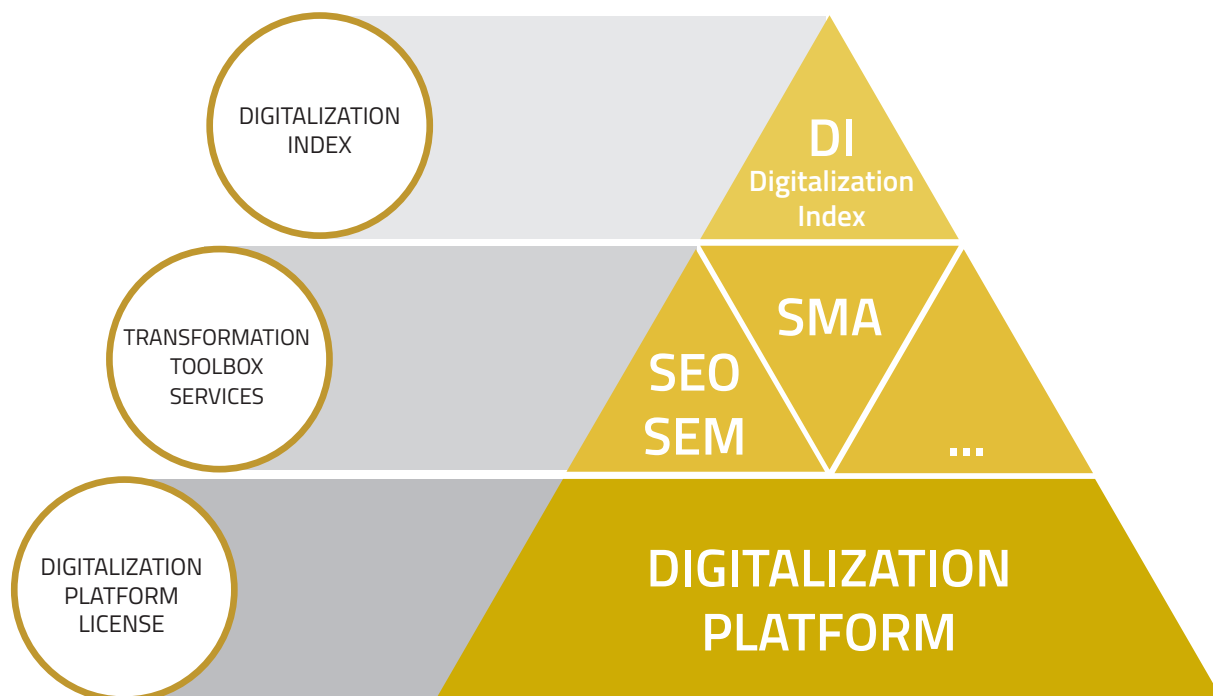 DIGITALIZATION
INDEX
DI
Digitalization
Index
TRANSFORMATION
TOOLBOX
SERVICES
SEO
SEM
SMA
...
DIGITALIZATION
PLATFORM
LICENSE
DIGITALIZATION
PLATFORM